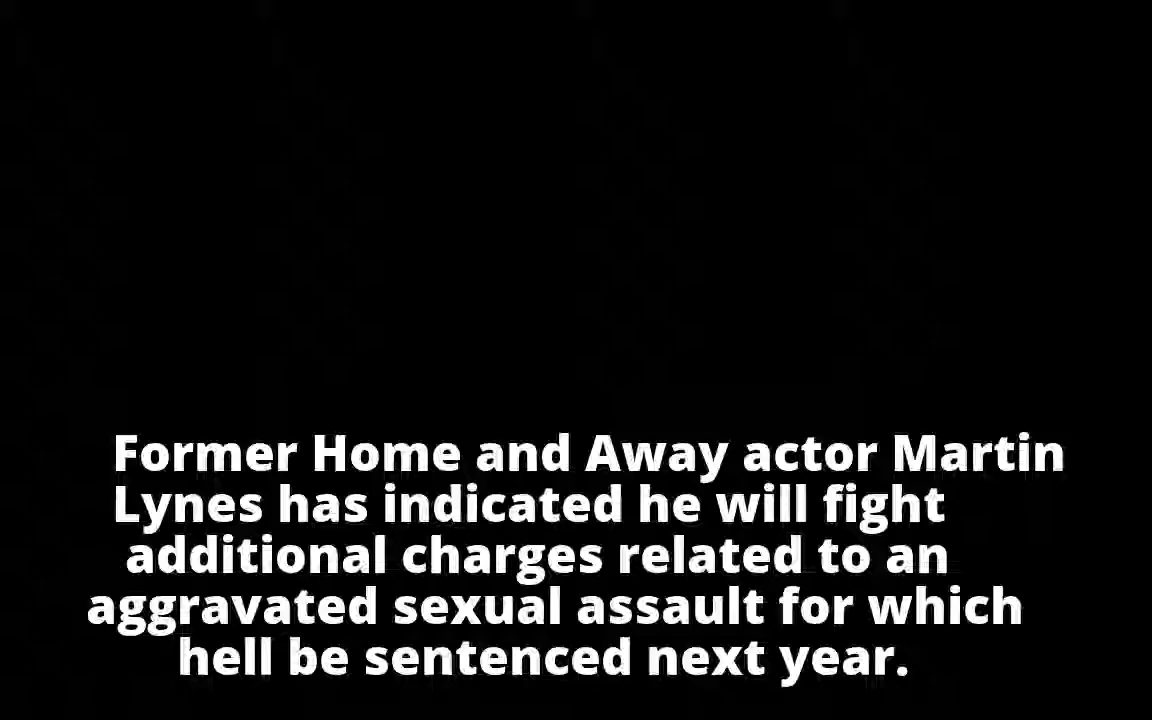 Former Home and Away actor Martin
Lynes has indicated he will fight
additional charges related to an
aggravated sexual assault for which
hell be sentenced next year.